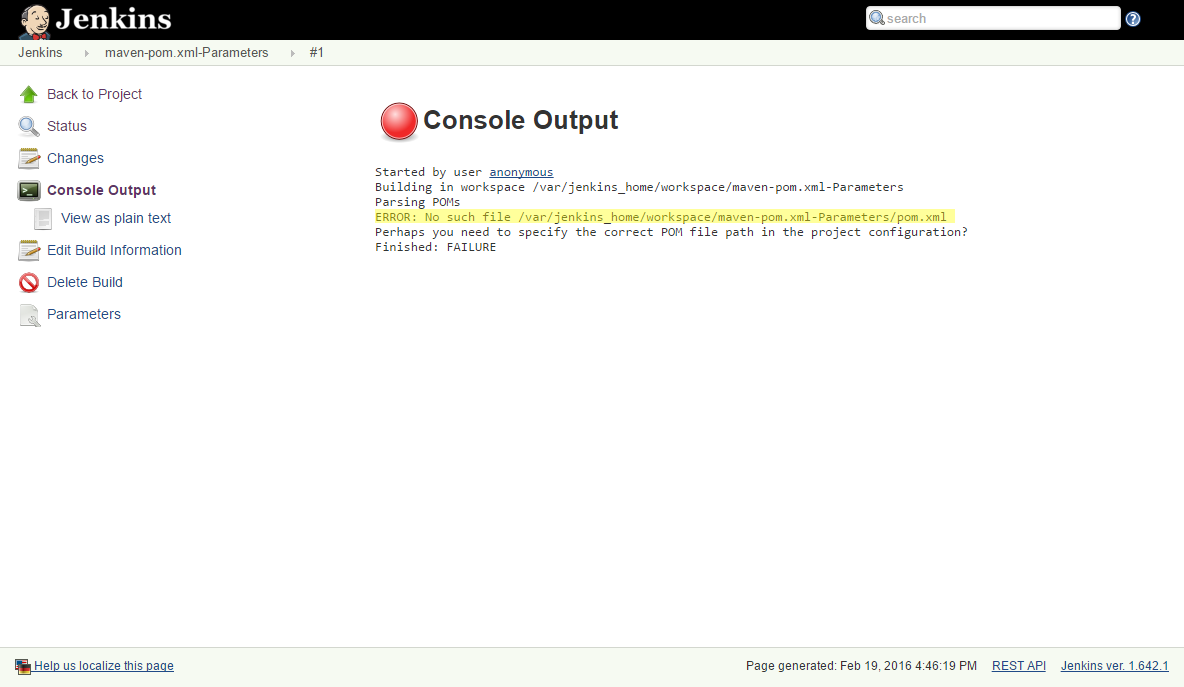 Jenkins
search
Jenkins
maven-pom.xml-Parameters
#1
Back to Project
Status
Changes
Console Output
View as plain text
Edit Build Information
Delete Build
Parameters
Console Output
Started by user anonymous
Building in workspace /var/jenkins_home/workspace/maven-pom.xml-Parameters
Parsing POMs
ERROR: No such file /var/jenkins_home/workspace/maven-pom.xml-Parameters/pom.xml
Perhaps you need to specify the correct POM file path in the project configuration?
Finished: FAILURE
Help us localize this page
Page generated: Feb 19, 2016 4:46:19 PM
REST API
Jenkins ver. 1.642.1